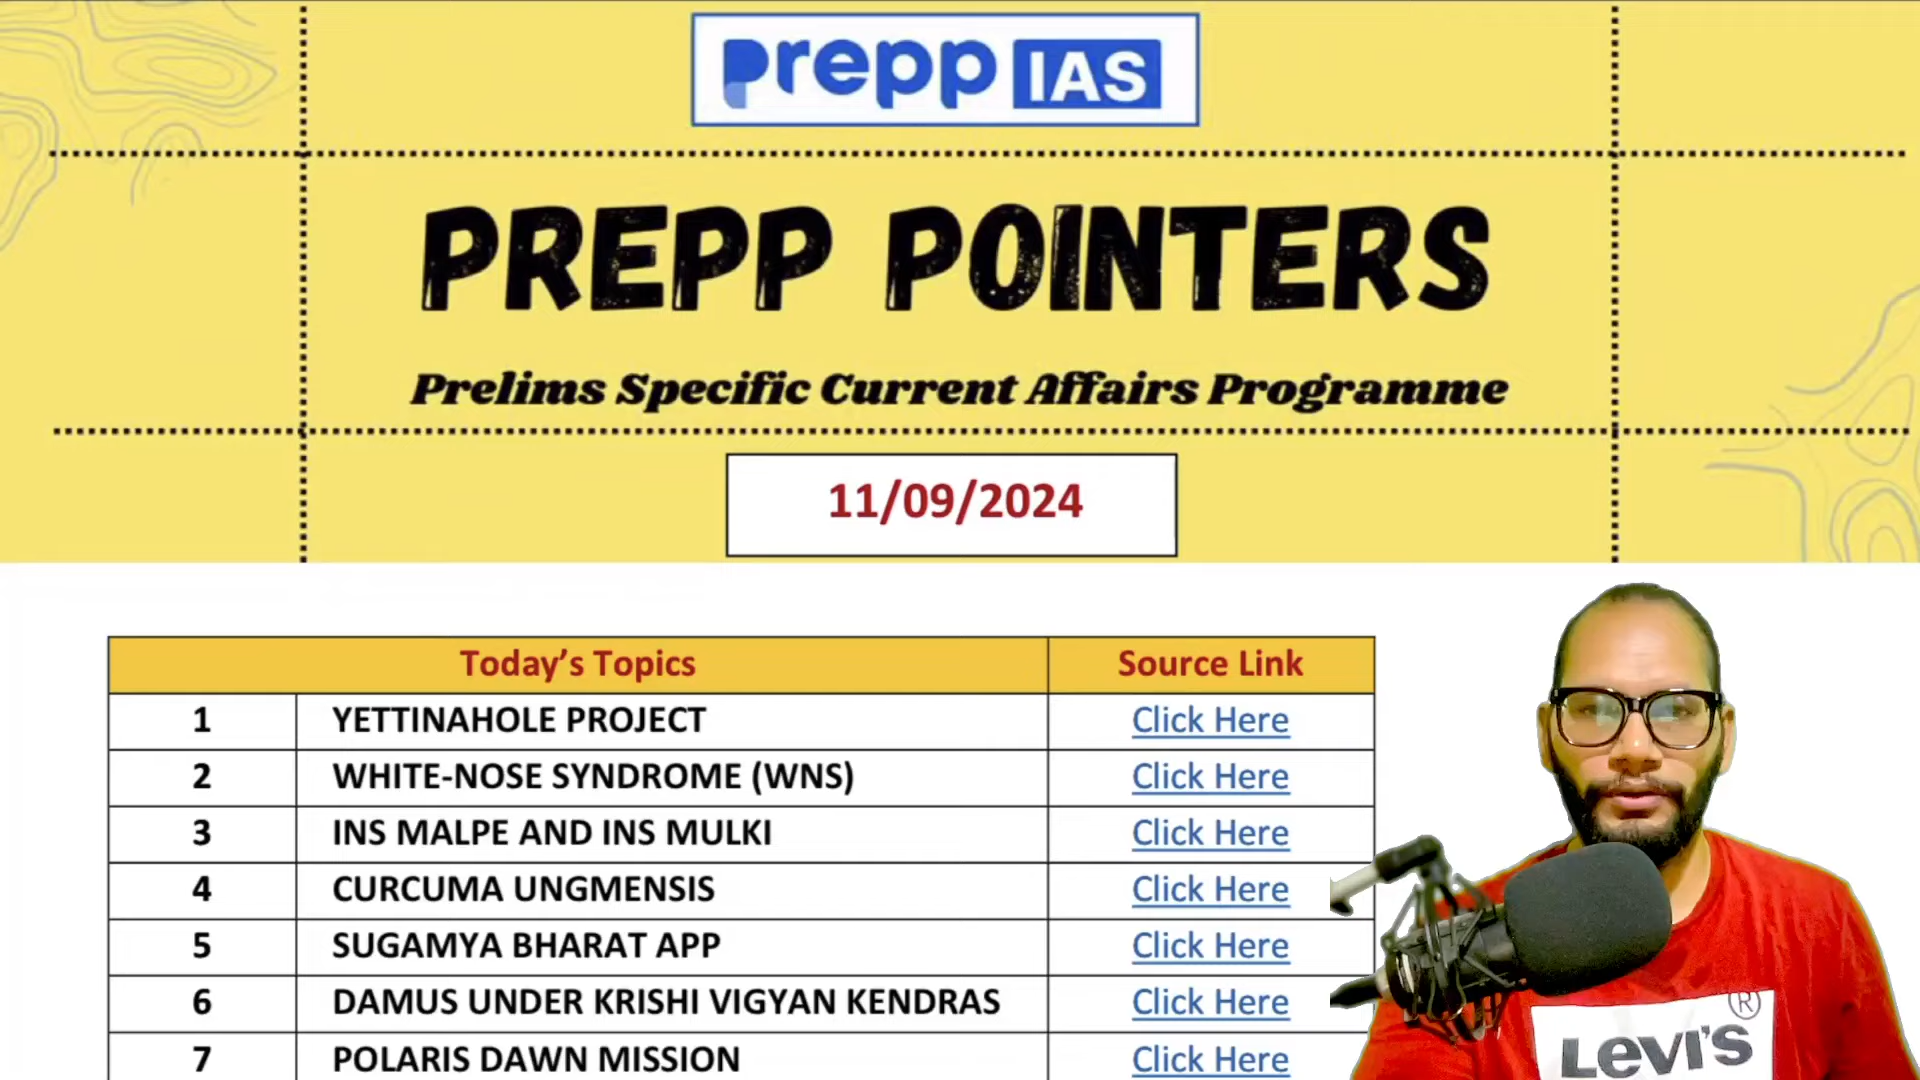 prepp IAS
PREPP POINTERS
Prelims Specific Current Affairs Programme
11/09/2024
Today's Topics Source Link
1 YETTINAHOLE PROJECT Click Here
2 WHITE-NOSE SYNDROME (WNS) Click Here
3 INS MALPE AND INS MULKI Click Here
4 CURCUMA UNGMENSIS Click Here
5 SUGAMYA BHARAT APP Click Here
6 DAMUS UNDER KRISHI VIGYAN KENDRAS Click Here
7 POLARIS DAWN MISSION Click Here
LEVI'S ®